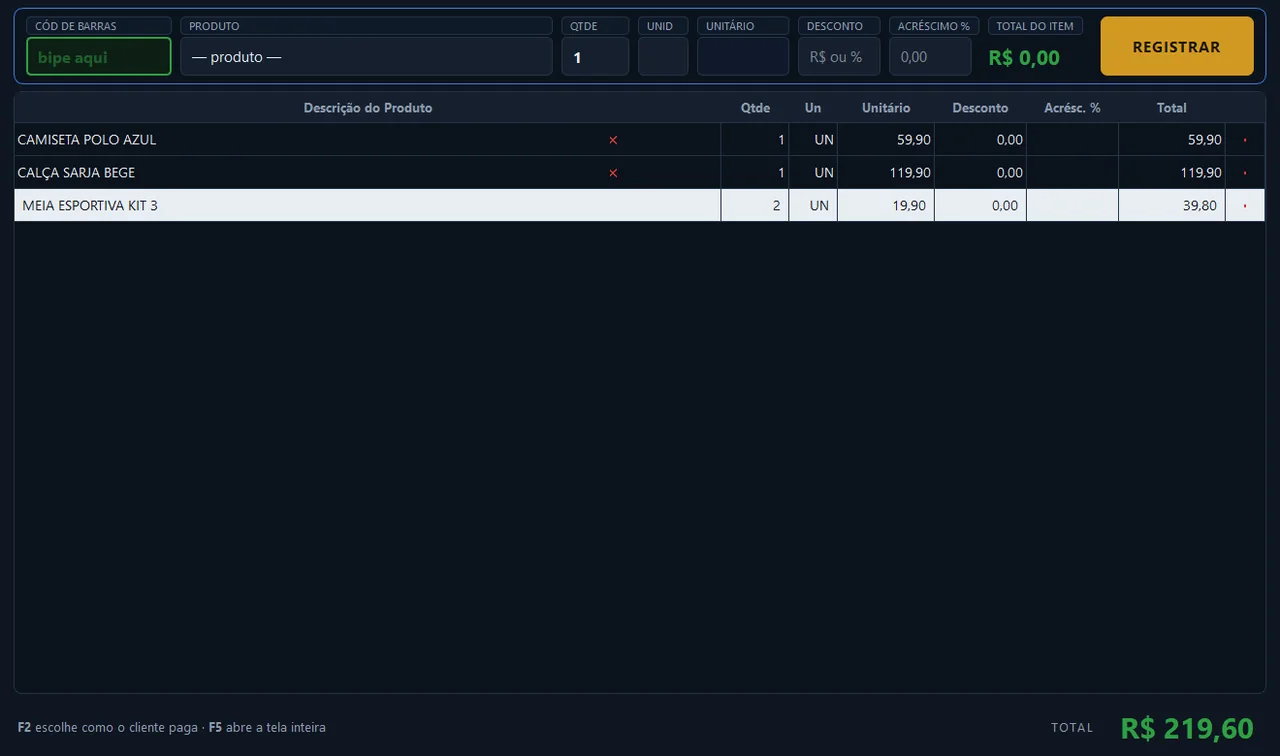 CÓD DE BARRAS PRODUTO QTDE UNID UNITÁRIO DESCONTO ACRÉSCIMO % TOTAL DO ITEM
bipe aqui — produto — 1 R$ ou % 0,00 R$ 0,00 REGISTRAR
Descrição do Produto Qtde Un Unitário Desconto Acrésc. % Total
CAMISETA POLO AZUL × 1 UN 59,90 0,00 59,90
CALÇA SARJA BEGE × 1 UN 119,90 0,00 119,90
MEIA ESPORTIVA KIT 3 2 UN 19,90 0,00 39,80
F2 escolhe como o cliente paga · F5 abre a tela inteira TOTAL R$ 219,60